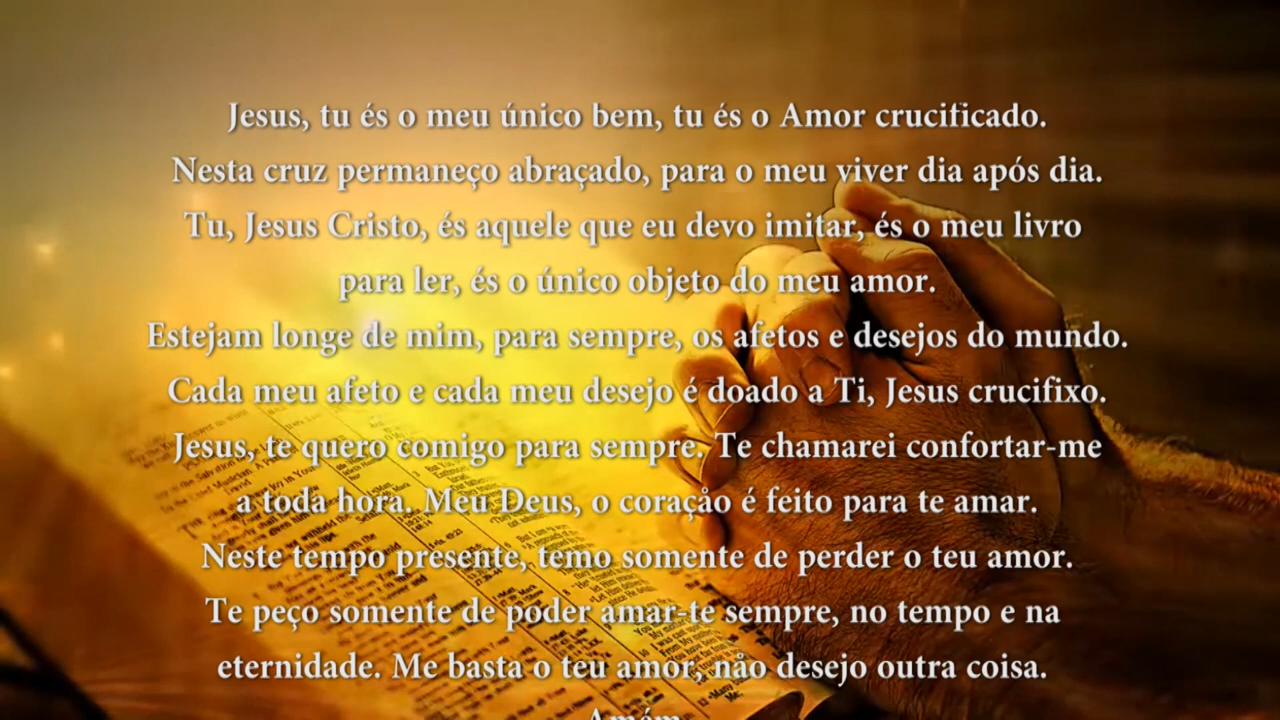 Jesus, tu és o meu único bem, tu és o Amor crucificado.
Nesta cruz permaneço abraçado, para o meu viver dia após dia.
Tu, Jesus Cristo, és aquele que eu devo imitar, és o meu livro
para ler, és o único objeto do meu amor.
Estejam longe de mim, para sempre, os afetos e desejos do mundo.
Cada meu afeto e cada meu desejo é doado a Ti, Jesus crucifixo.
Jesus, te quero comigo para sempre. Te chamarei confortar-me
a toda hora. Meu Deus, o coração é feito para te amar.
Neste tempo presente, temo somente de perder o teu amor.
Te peço somente de poder amar-te sempre, no tempo e na
eternidade. Me basta o teu amor, não desejo outra coisa.
Amém